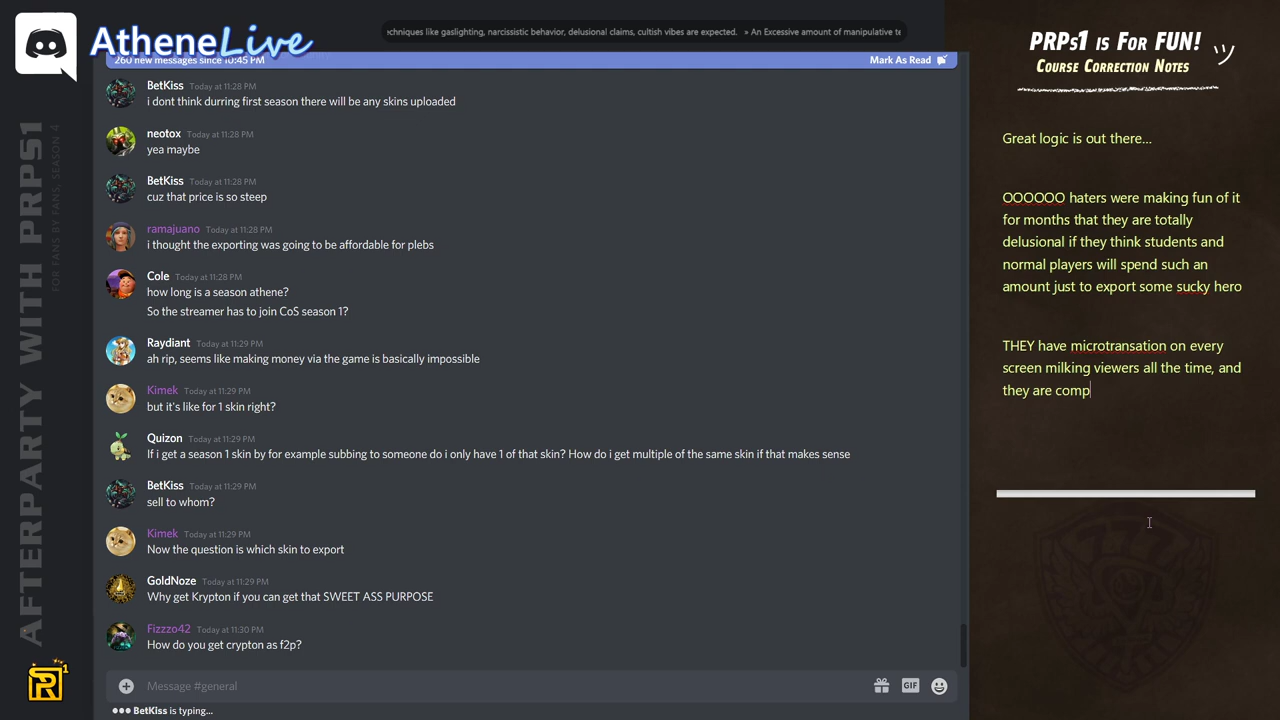 AtheneLive
echniques like gaslighting, narcissistic behavior, delusional claims, cultish vibes are expected. » An Excessive amount of manipulative te
260 new messages since 10:45 PM
Mark As Read
BetKiss Today at 11:28 PM
i dont think durring first season there will be any skins uploaded
neotox Today at 11:28 PM
yea maybe
BetKiss Today at 11:28 PM
cuz that price is so steep
ramajuano Today at 11:28 PM
i thought the exporting was going to be affordable for plebs
Cole Today at 11:28 PM
how long is a season athene?
So the streamer has to join CoS season 1?
Raydiant Today at 11:29 PM
ah rip, seems like making money via the game is basically impossible
Kimek Today at 11:29 PM
but it's like for 1 skin right?
Quizon Today at 11:29 PM
If i get a season 1 skin by for example subbing to someone do i only have 1 of that skin? How do i get multiple of the same skin if that makes sense
BetKiss Today at 11:29 PM
sell to whom?
Kimek Today at 11:29 PM
Now the question is which skin to export
GoldNoze Today at 11:29 PM
Why get Krypton if you can get that SWEET ASS PURPOSE
Fizzzo42 Today at 11:30 PM
How do you get crypton as f2p?
Message #general
GIF
BetKiss is typing...
AFTERPARTY WITH PRPS1
FOR FANS BY FANS, SEASON 4
PRPs1 is For FUN!
Course Correction Notes
ツ
Great logic is out there...
OOOOOO haters were making fun of it
for months that they are totally
delusional if they think students and
normal players will spend such an
amount just to export some sucky hero
THEY have microtransation on every
screen milking viewers all the time, and
they are comp